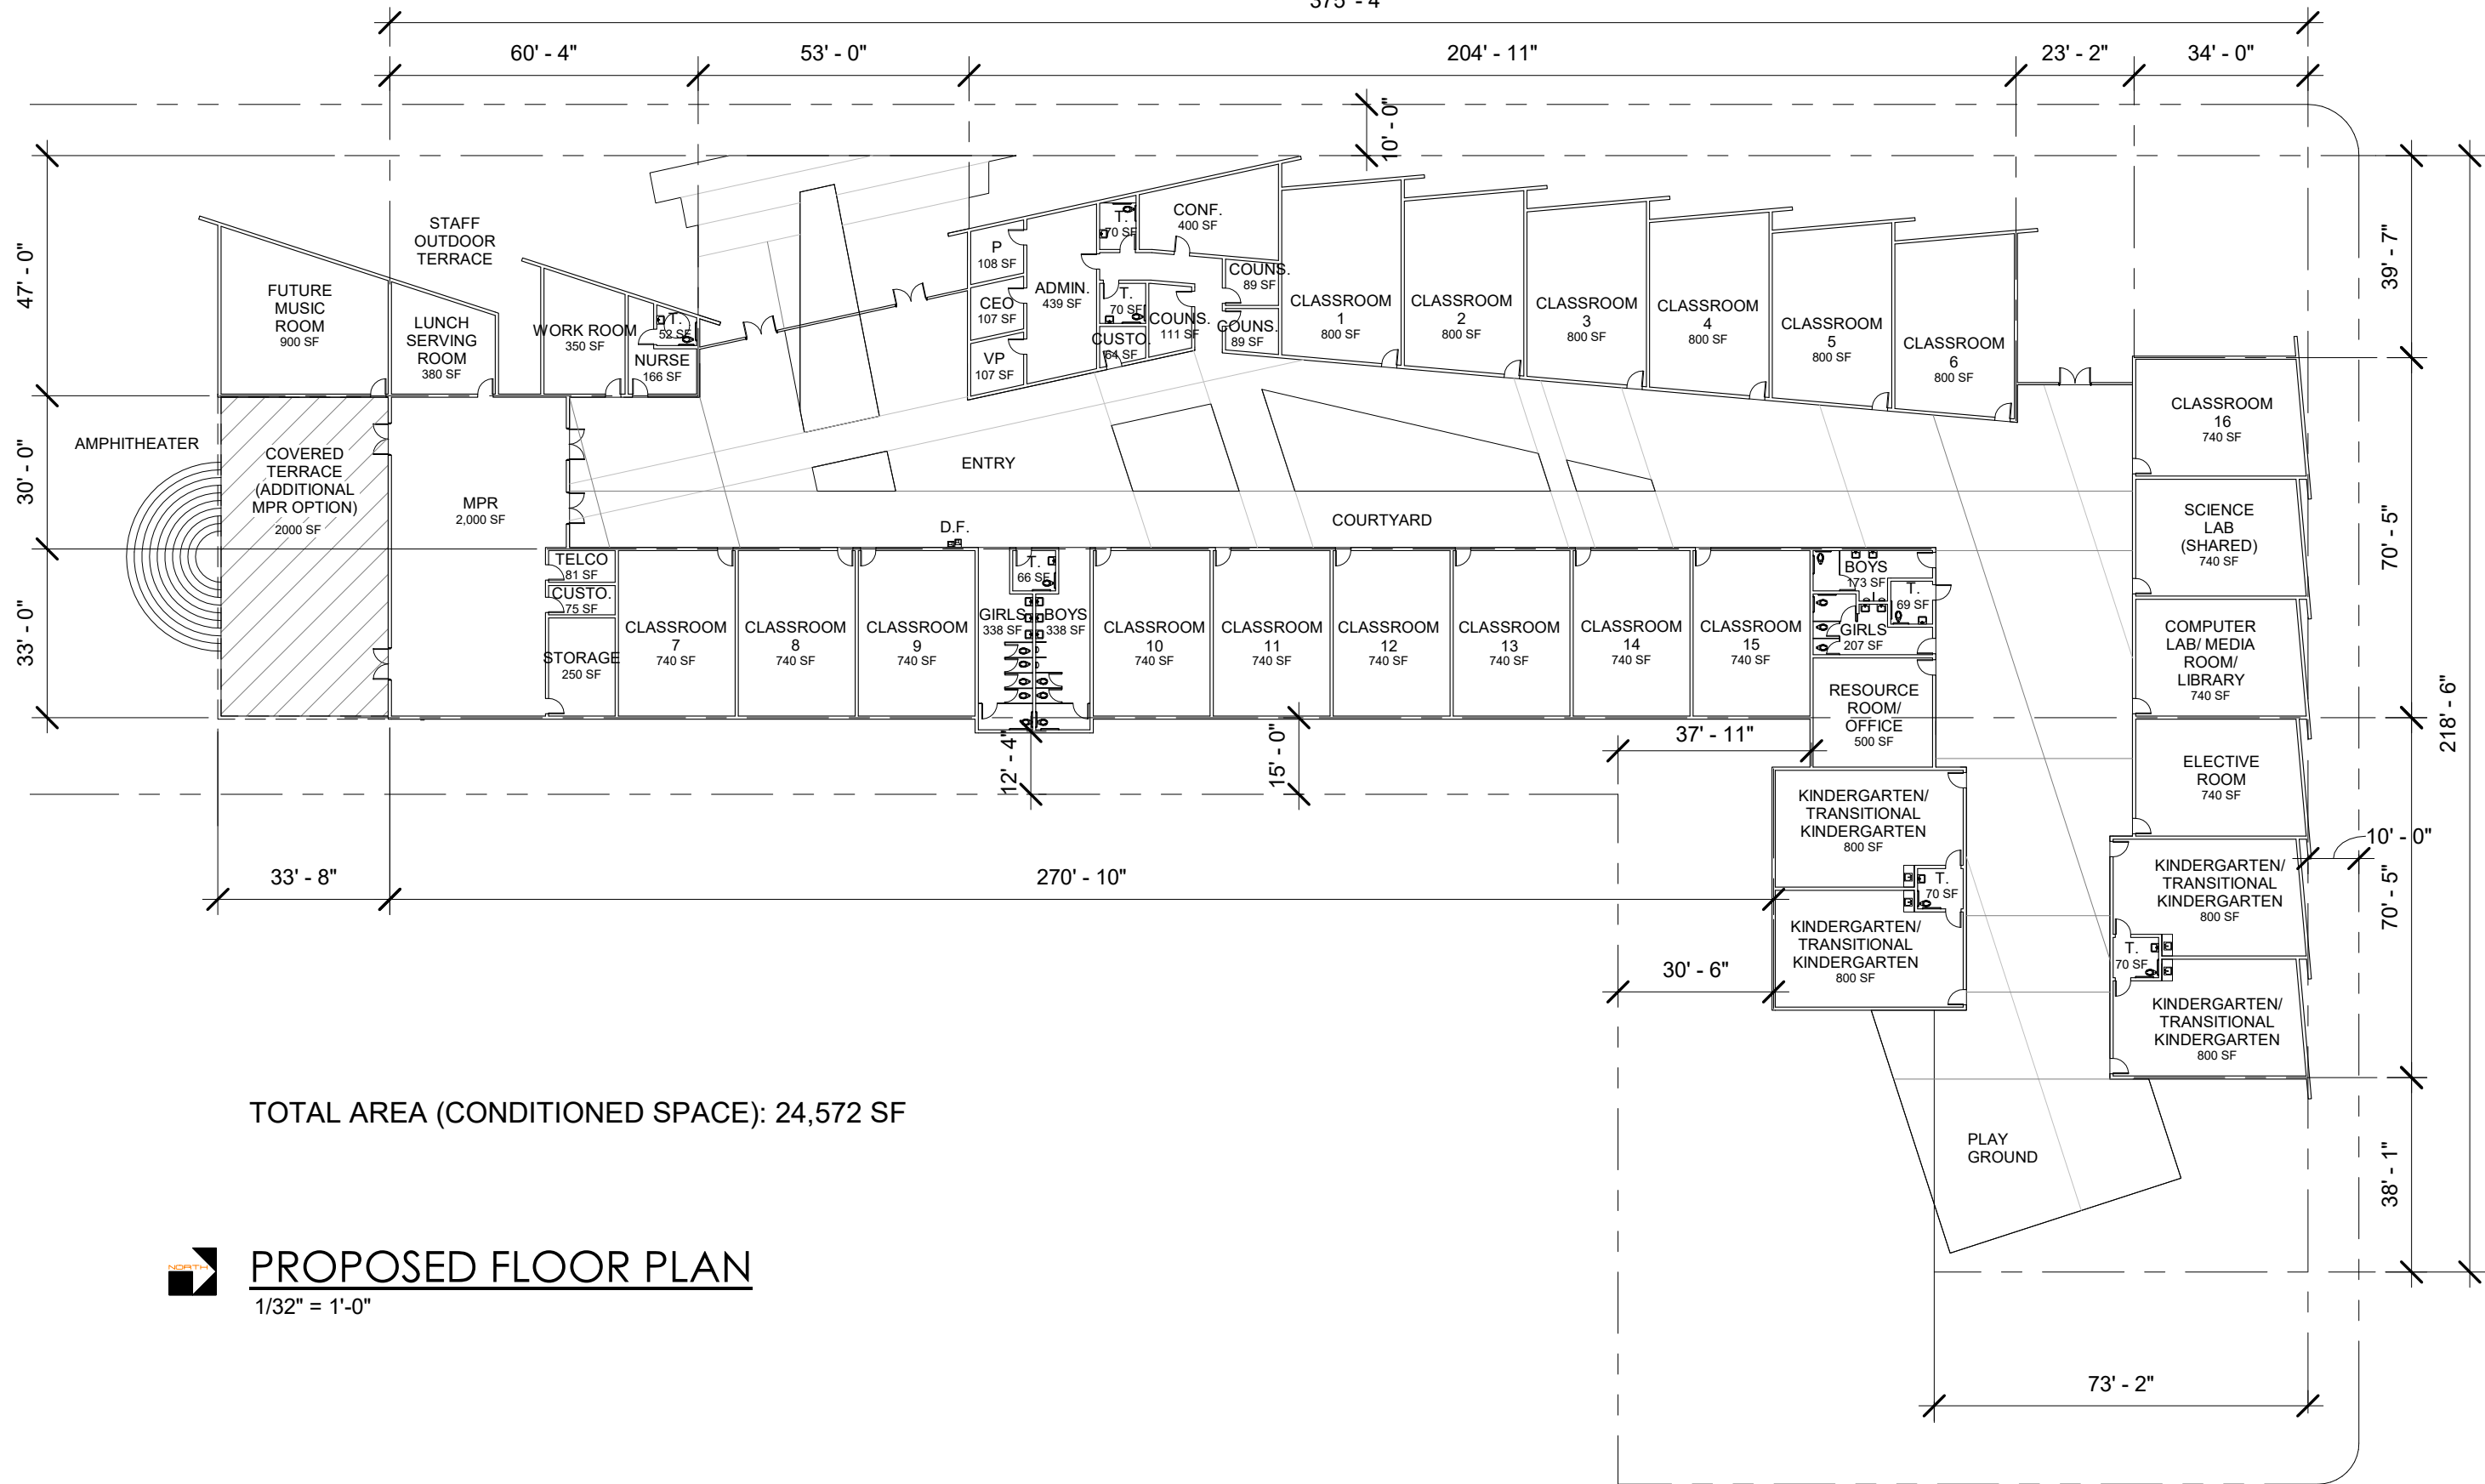 375' - 4"
60' - 4"
53' - 0"
204' - 11"
23' - 2"
34' - 0"
10' - 0"
47' - 0"
30' - 0"
33' - 0"
39' - 7"
70' - 5"
218' - 6"
10' - 0"
70' - 5"
38' - 1"
STAFF
OUTDOOR
TERRACE
FUTURE
MUSIC
ROOM
900 SF
LUNCH
SERVING
ROOM
380 SF
WORK ROOM
350 SF
T.
52 SF
NURSE
166 SF
P
108 SF
CEO
107 SF
VP
107 SF
ADMIN.
439 SF
T.
70 SF
CONF.
400 SF
T.
70 SF
CUSTO.
64 SF
COUNS.
111 SF
COUNS.
89 SF
COUNS.
89 SF
CLASSROOM
1
800 SF
CLASSROOM
2
800 SF
CLASSROOM
3
800 SF
CLASSROOM
4
800 SF
CLASSROOM
5
800 SF
CLASSROOM
6
800 SF
CLASSROOM
16
740 SF
SCIENCE
LAB
(SHARED)
740 SF
COMPUTER
LAB/ MEDIA
ROOM/
LIBRARY
740 SF
ELECTIVE
ROOM
740 SF
AMPHITHEATER
COVERED
TERRACE
(ADDITIONAL
MPR OPTION)
2000 SF
MPR
2,000 SF
ENTRY
D.F.
COURTYARD
TELCO
81 SF
CUSTO.
75 SF
STORAGE
250 SF
CLASSROOM
7
740 SF
CLASSROOM
8
740 SF
CLASSROOM
9
740 SF
T.
66 SF
GIRLS
338 SF
BOYS
338 SF
CLASSROOM
10
740 SF
CLASSROOM
11
740 SF
CLASSROOM
12
740 SF
CLASSROOM
13
740 SF
CLASSROOM
14
740 SF
CLASSROOM
15
740 SF
BOYS
173 SF
T.
69 SF
GIRLS
207 SF
RESOURCE
ROOM/
OFFICE
500 SF
12' - 4"
15' - 0"
37' - 11"
KINDERGARTEN/
TRANSITIONAL
KINDERGARTEN
800 SF
T.
70 SF
KINDERGARTEN/
TRANSITIONAL
KINDERGARTEN
800 SF
KINDERGARTEN/
TRANSITIONAL
KINDERGARTEN
800 SF
T.
70 SF
KINDERGARTEN/
TRANSITIONAL
KINDERGARTEN
800 SF
33' - 8"
270' - 10"
30' - 6"
PLAY
GROUND
73' - 2"
TOTAL AREA (CONDITIONED SPACE): 24,572 SF
NORTH
PROPOSED FLOOR PLAN
1/32" = 1'-0"